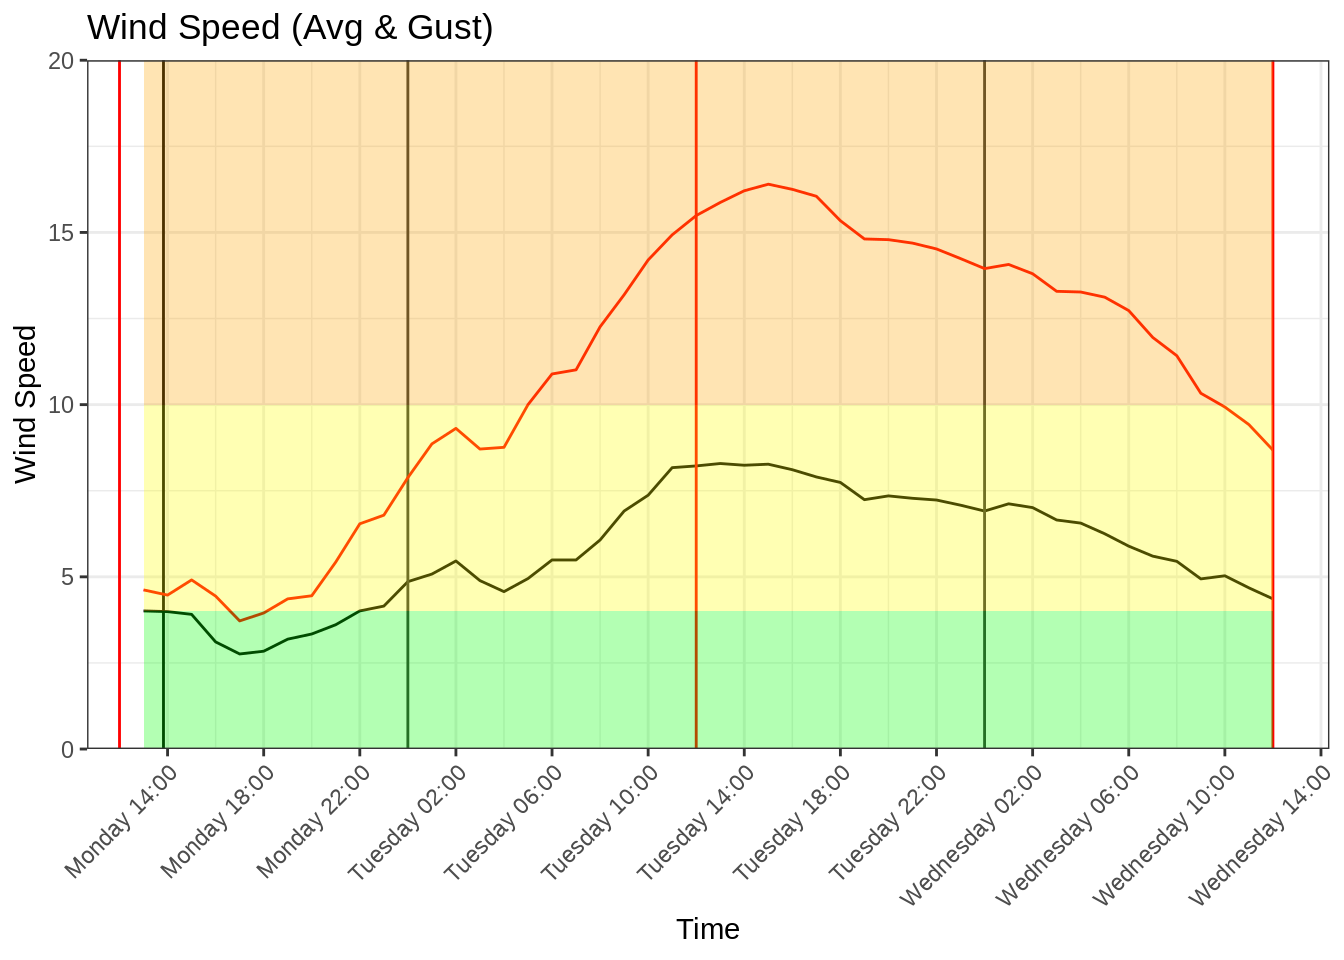 Wind Speed (Avg & Gust)
20
15
10
5
0
Wind Speed
Monday 14:00
Monday 18:00
Monday 22:00
Tuesday 02:00
Tuesday 06:00
Tuesday 10:00
Tuesday 14:00
Tuesday 18:00
Tuesday 22:00
Wednesday 02:00
Wednesday 06:00
Wednesday 10:00
Wednesday 14:00
Time